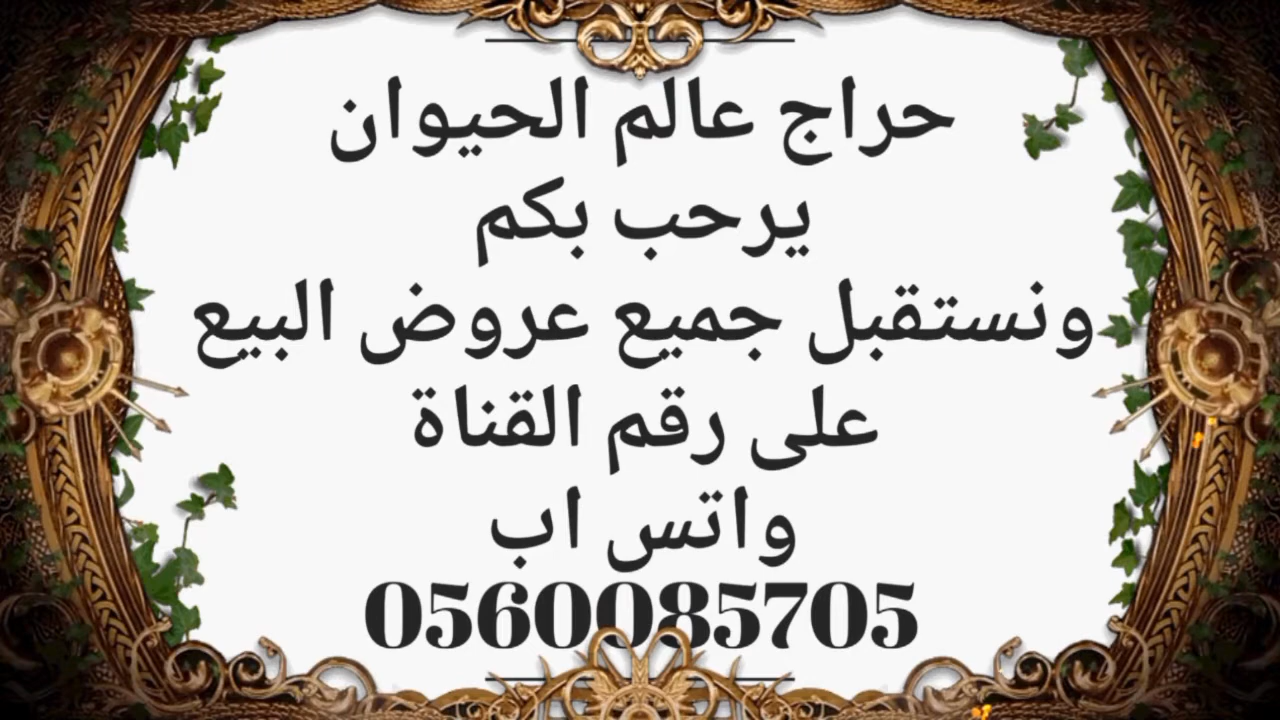 حراج عالم الحيوان
يرحب بكم
ونستقبل جميع عروض البيع
على رقم القناة
واتس اب
0560085705